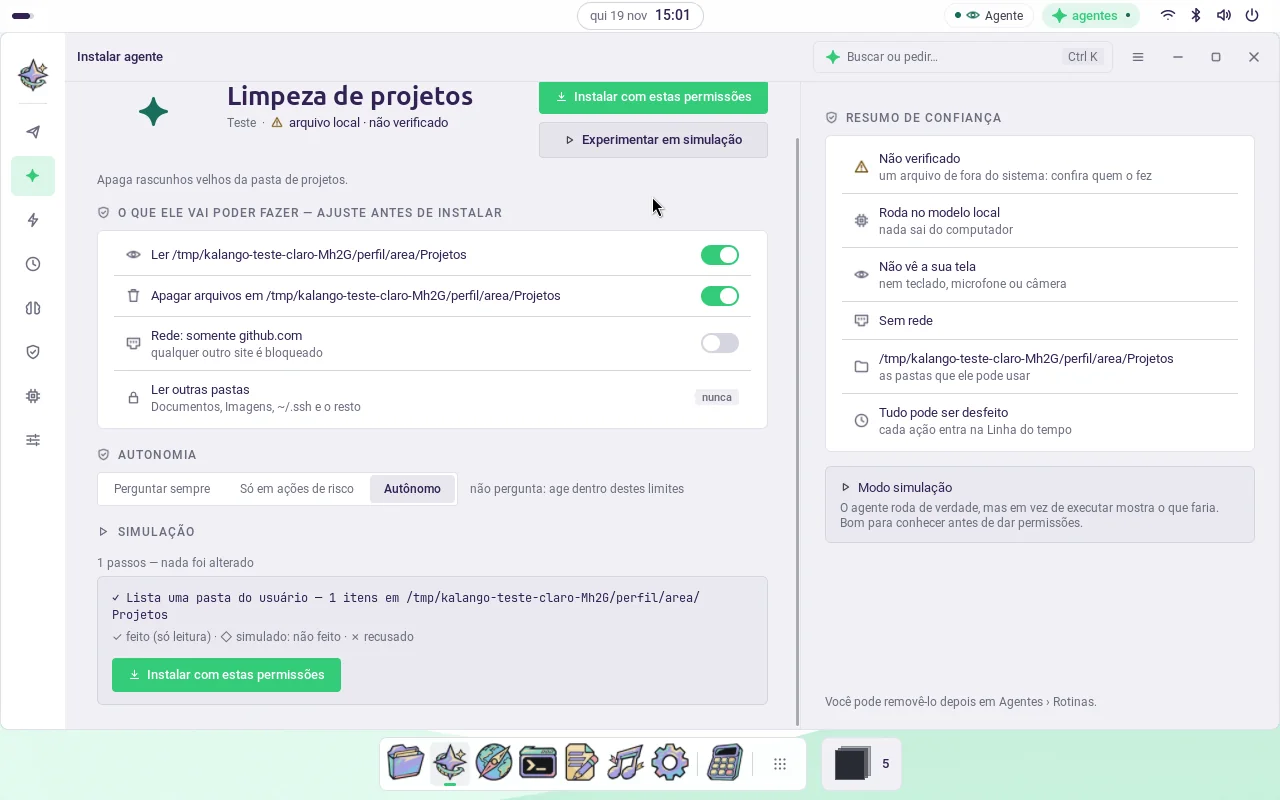 qui 19 nov 15:01
Agente
agentes
Instalar agente
Buscar ou pedir…
Ctrl K
Limpeza de projetos
Teste · arquivo local · não verificado
Instalar com estas permissões
Experimentar em simulação
Apaga rascunhos velhos da pasta de projetos.
O QUE ELE VAI PODER FAZER — AJUSTE ANTES DE INSTALAR
Ler /tmp/kalango-teste-claro-Mh2G/perfil/area/Projetos
Apagar arquivos em /tmp/kalango-teste-claro-Mh2G/perfil/area/Projetos
Rede: somente github.com
qualquer outro site é bloqueado
Ler outras pastas
Documentos, Imagens, ~/.ssh e o resto
nunca
AUTONOMIA
Perguntar sempre
Só em ações de risco
Autônomo
não pergunta: age dentro destes limites
SIMULAÇÃO
1 passos — nada foi alterado
✓ Lista uma pasta do usuário — 1 itens em /tmp/kalango-teste-claro-Mh2G/perfil/area/
Projetos
✓ feito (só leitura) · ◇ simulado: não feito · × recusado
Instalar com estas permissões
RESUMO DE CONFIANÇA
Não verificado
um arquivo de fora do sistema: confira quem o fez
Roda no modelo local
nada sai do computador
Não vê a sua tela
nem teclado, microfone ou câmera
Sem rede
/tmp/kalango-teste-claro-Mh2G/perfil/area/Projetos
as pastas que ele pode usar
Tudo pode ser desfeito
cada ação entra na Linha do tempo
Modo simulação
O agente roda de verdade, mas em vez de executar mostra o que faria.
Bom para conhecer antes de dar permissões.
Você pode removê-lo depois em Agentes › Rotinas.
5